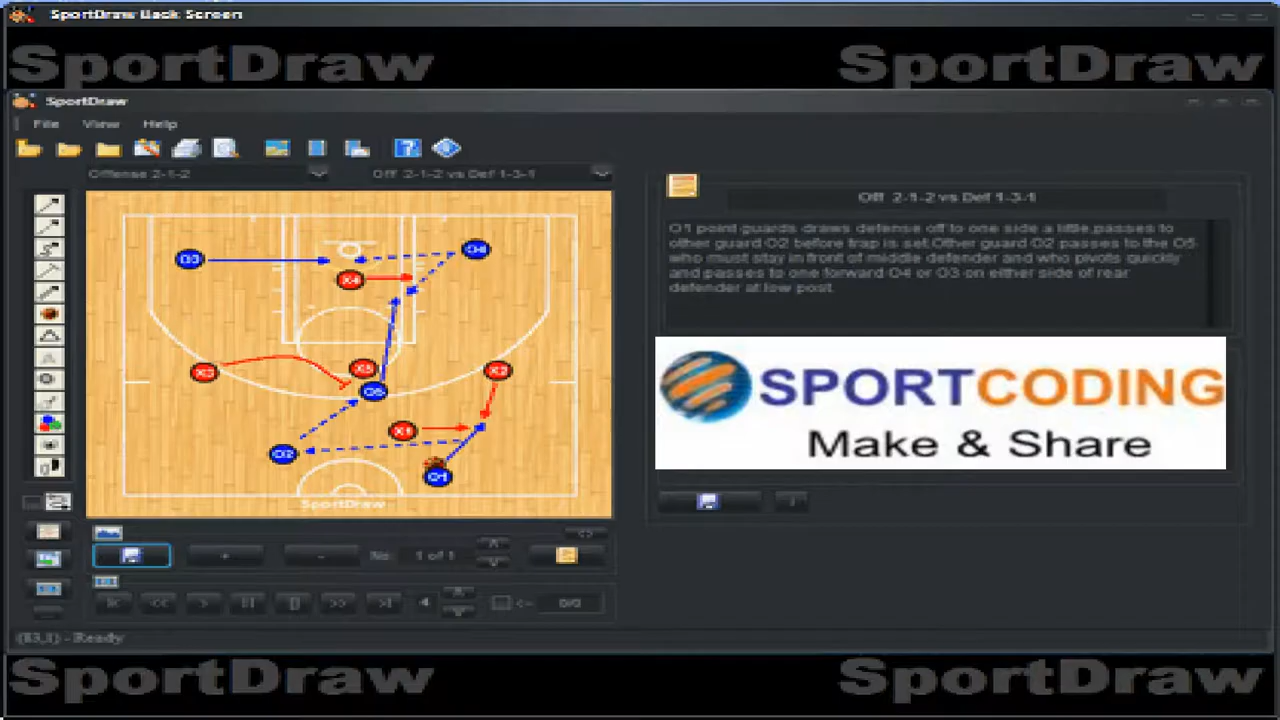 SportDraw Back Screen
SportDraw SportDraw
SportDraw
File View Help
Offense 2-1-2 Off 2-1-2 vs Def 1-3-1
Off 2-1-2 vs Def 1-3-1
O1 point guards draws defense off to one side a little,passes to
other guard O2 before trap is set.Other guard O2 passes to the O5
who must stay in front of middle defender and who pivots quickly
and passes to one forward O4 or O3 on either side of rear
defender at low post.
O3
O4
X4
X3
X5
X2
O5
X1
O2
O1
SportDraw
SPORTCODING
Make & Share
+ - No 1 of 1
4 <- 0/0
(83,1) - Ready
SportDraw SportDraw